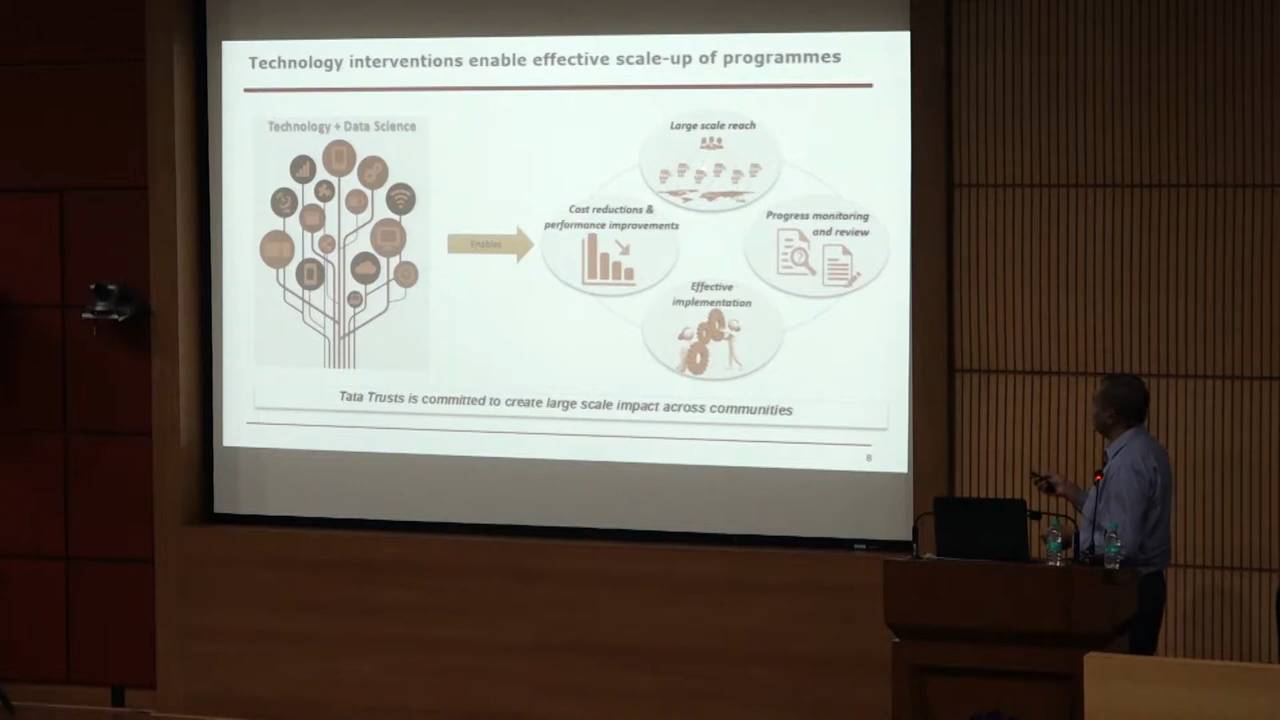 Technology interventions enable effective scale-up of programmes
Technology + Data Science
Enables
Large scale reach
Cost reductions &
performance improvements
Progress monitoring
and review
Effective
implementation
Tata Trusts is committed to create large scale impact across communities
8